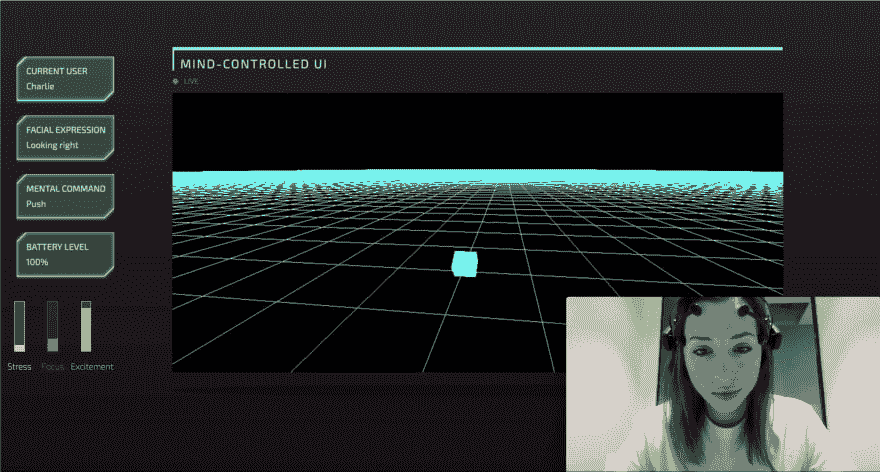 CURRENT USER
Charlie
FACIAL EXPRESSION
Looking right
MENTAL COMMAND
Push
BATTERY LEVEL
100%
Stress
Focus
Excitement
MIND-CONTROLLED UI
LIVE